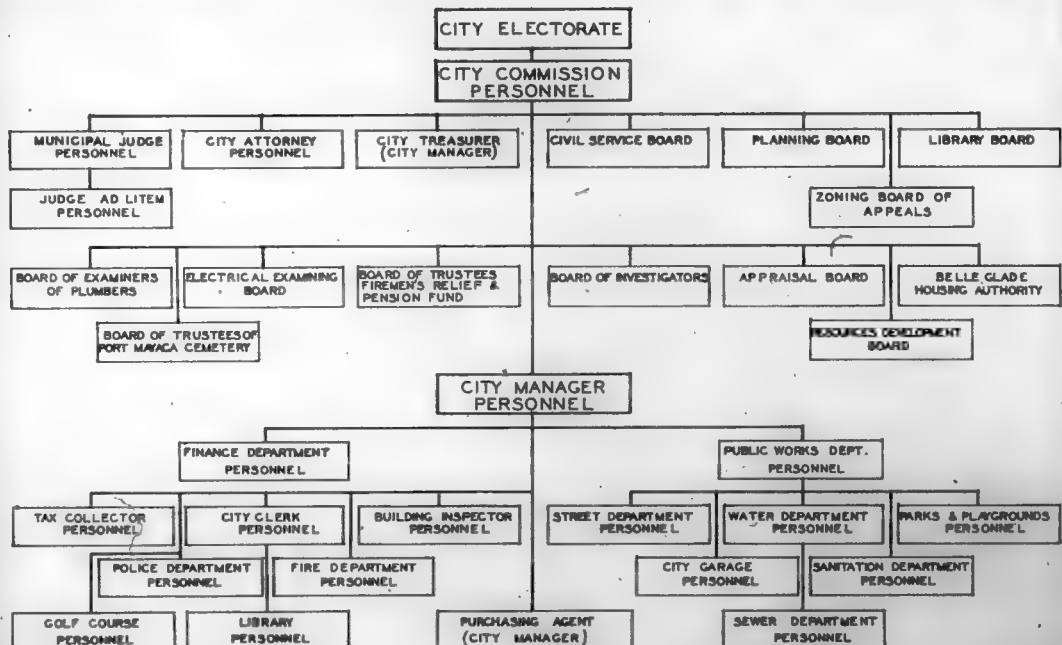 CITY ELECTORATE
CITY COMMISSION
PERSONNEL
MUNICIPAL JUDGE
PERSONNEL
CITY ATTORNEY
PERSONNEL
CITY TREASURER
(CITY MANAGER)
CIVIL SERVICE BOARD
PLANNING BOARD
LIBRARY BOARD
JUDGE AD LITEM
PERSONNEL
ZONING BOARD OF
APPEALS
BOARD OF EXAMINERS
OF PLUMBERS
ELECTRICAL EXAMINING
BOARD
BOARD OF TRUSTEES
FIREMEN'S RELIEF &
PENSION FUND
BOARD OF INVESTIGATORS
APPRAISAL BOARD
BELLE GLADE
HOUSING AUTHORITY
BOARD OF TRUSTEES OF
PORT MAYACA CEMETERY
RESOURCES DEVELOPMENT
BOARD
CITY MANAGER
PERSONNEL
FINANCE DEPARTMENT
PERSONNEL
PUBLIC WORKS DEPT.
PERSONNEL
TAX COLLECTOR
PERSONNEL
CITY CLERK
PERSONNEL
BUILDING INSPECTOR
PERSONNEL
STREET DEPARTMENT
PERSONNEL
WATER DEPARTMENT
PERSONNEL
PARKS & PLAYGROUNDS
PERSONNEL
POLICE DEPARTMENT
PERSONNEL
FIRE DEPARTMENT
PERSONNEL
CITY GARAGE
PERSONNEL
SANITATION DEPARTMENT
PERSONNEL
GOLF COURSE
PERSONNEL
LIBRARY
PERSONNEL
PURCHASING AGENT
(CITY MANAGER)
SEWER DEPARTMENT
PERSONNEL